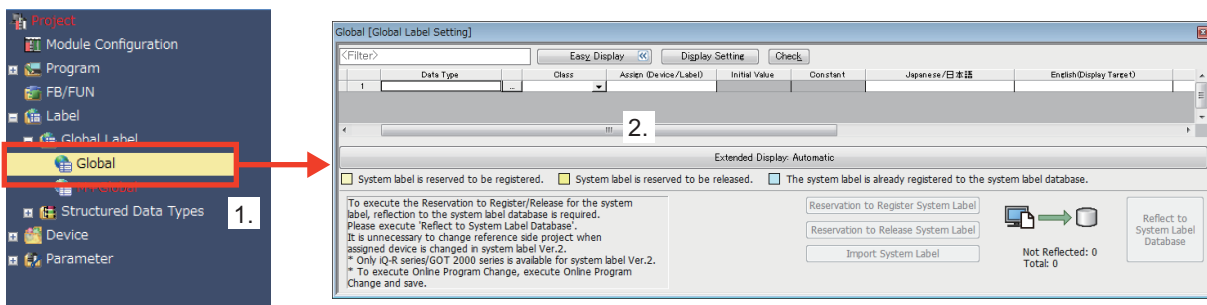 Project
Module Configuration
Program
FB/FUN
Label
Global Label
Global
M+Global
Structured Data Types
1.
Device
Parameter
Global [Global Label Setting]
<Filter>
Easy Display
Display Setting
Check
Data Type
Class
Assign (Device/Label)
Initial Value
Constant
Japanese/日本語
English(Display Target)
1
...
2.
Extended Display: Automatic
System label is reserved to be registered.
System label is reserved to be released.
The system label is already registered to the system label database.
To execute the Reservation to Register/Release for the system
label, reflection to the system label database is required.
Please execute 'Reflect to System
Label Database'.
It is unnecessary to change reference side project when
assigned device is changed in system label Ver.2.
* Only iQ-R series/GOT 2000 series is available for system label Ver.2.
* To execute Online Program Change, execute Online Program
Change and save.
Reservation to Register System Label
Reservation to Release System Label
Import System Label
Not Reflected: 0
Total: 0
Reflect to
System Label
Database